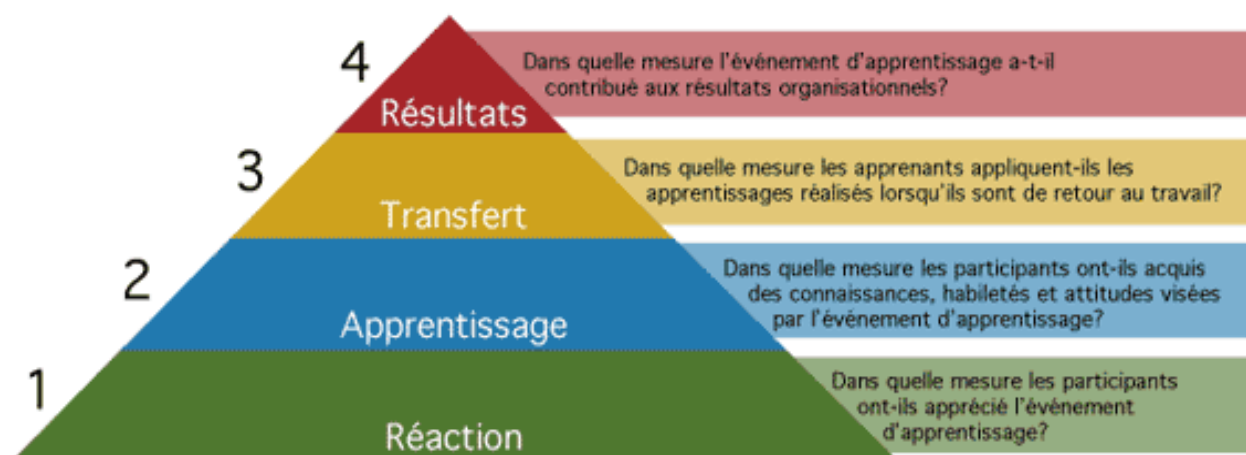 4
Résultats
Dans quelle mesure l'événement d'apprentissage a-t-il
contribué aux résultats organisationnels?
3
Transfert
Dans quelle mesure les apprenants appliquent-ils les
apprentissages réalisés lorsqu'ils sont de retour au travail?
2
Apprentissage
Dans quelle mesure les participants ont-ils acquis
des connaissances, habiletés et attitudes visées
par l'événement d'apprentissage?
1
Réaction
Dans quelle mesure les participants
ont-ils apprécié l'événement
d'apprentissage?